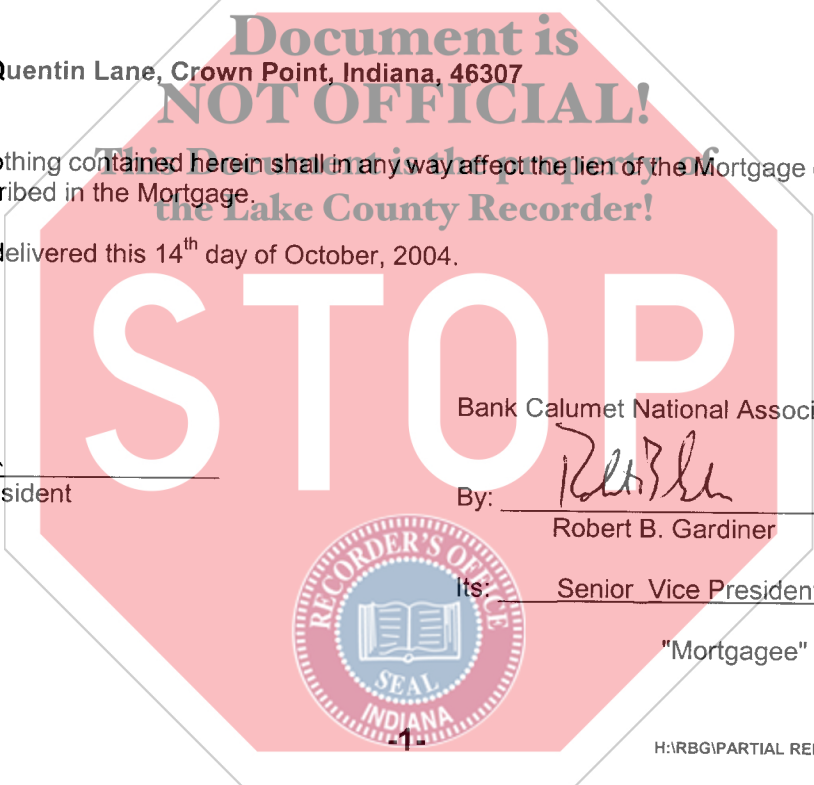 Document is
Quentin Lane, Crown Point, Indiana, 46307
NOT OFFICIAL!
othing contained herein shall in any way affect the lien of the Mortgage
This Document is the property of
ribed in the Mortgage.
the Lake County Recorder!
delivered this 14th day of October, 2004.
STOP
Bank Calumet National Associ
sident
By:
Robert B. Gardiner
RECORDER'S OFFICE
Its: Senior Vice President
"Mortgagee"
SEAL
INDIANA
-1-
H:\RBG\PARTIAL REL